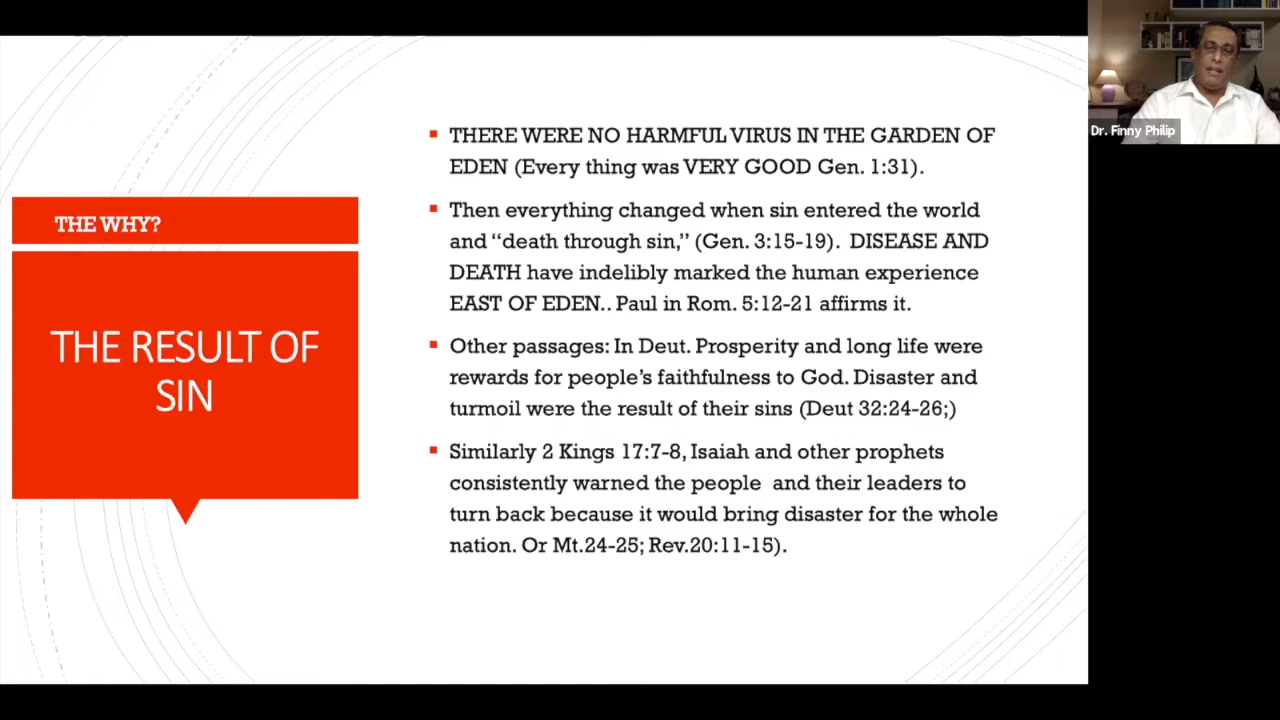 THE WHY?
THE RESULT OF
SIN
▪ THERE WERE NO HARMFUL VIRUS IN THE GARDEN OF
EDEN (Every thing was VERY GOOD Gen. 1:31).
▪ Then everything changed when sin entered the world
and “death through sin,” (Gen. 3:15-19). DISEASE AND
DEATH have indelibly marked the human experience
EAST OF EDEN.. Paul in Rom. 5:12-21 affirms it.
▪ Other passages: In Deut. Prosperity and long life were
rewards for people’s faithfulness to God. Disaster and
turmoil were the result of their sins (Deut 32:24-26;)
▪ Similarly 2 Kings 17:7-8, Isaiah and other prophets
consistently warned the people and their leaders to
turn back because it would bring disaster for the whole
nation. Or Mt.24-25; Rev.20:11-15).
Dr. Finny Philip